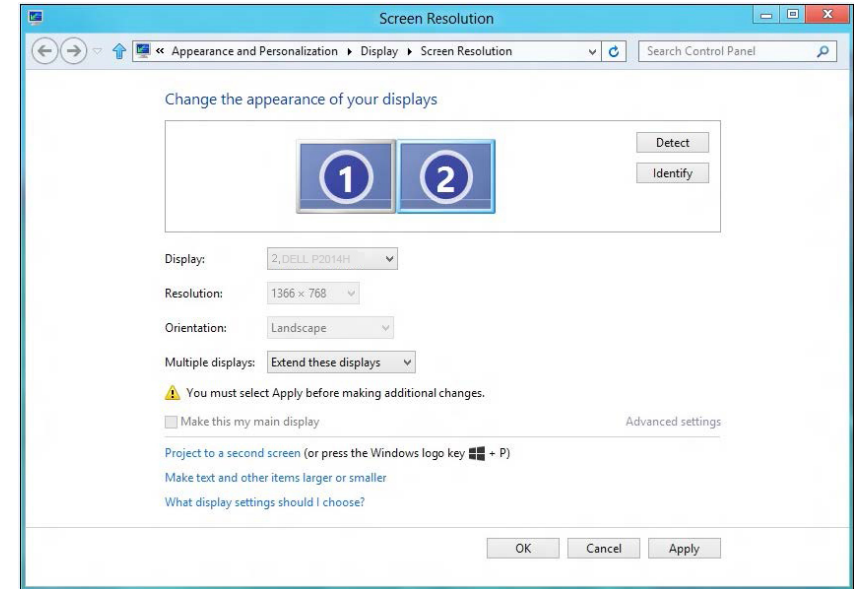 Screen Resolution
« Appearance and Personalization ▸ Display ▸ Screen Resolution
Search Control Panel
Change the appearance of your displays
1 2
Detect
Identify
Display: 2, DELL P2014H
Resolution: 1366 × 768
Orientation: Landscape
Multiple displays: Extend these displays
You must select Apply before making additional changes.
Make this my main display Advanced settings
Project to a second screen (or press the Windows logo key + P)
Make text and other items larger or smaller
What display settings should I choose?
OK Cancel Apply